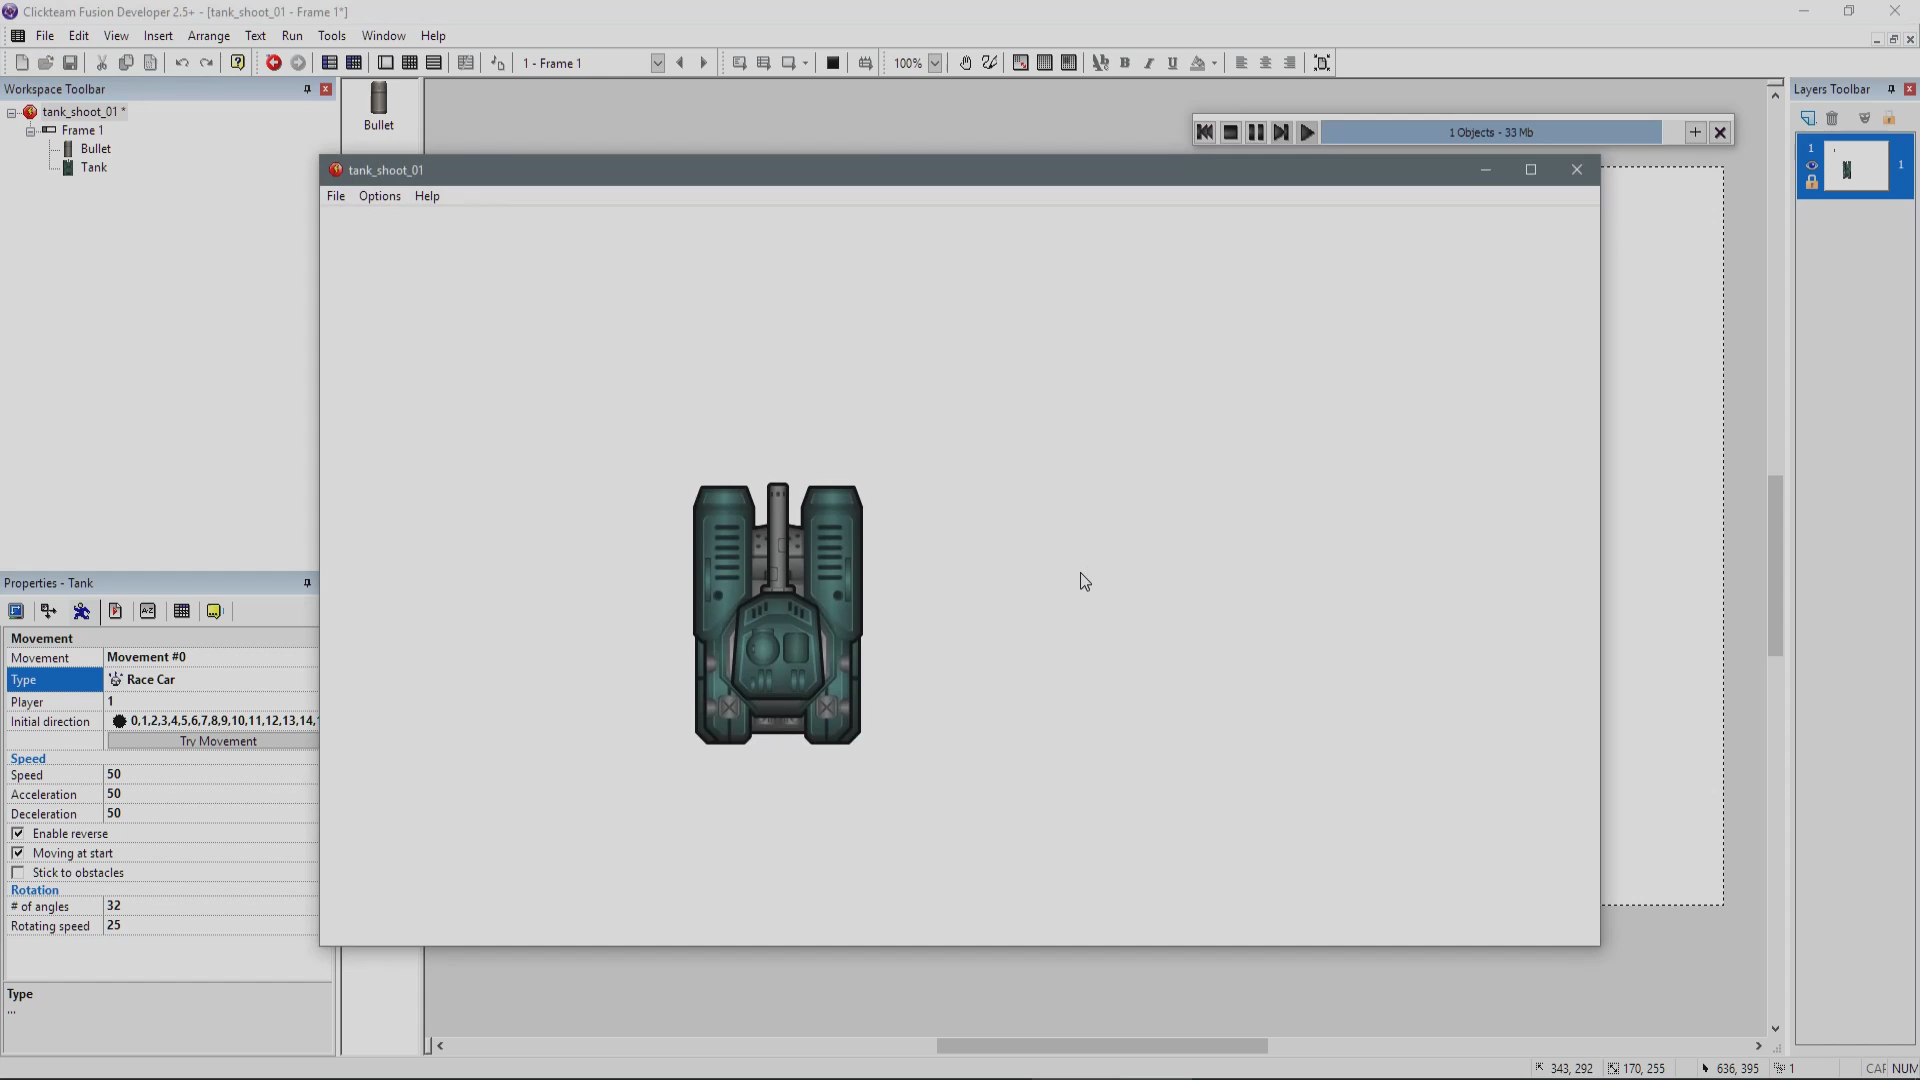 Clickteam Fusion Developer 2.5+ - [tank_shoot_01 - Frame 1*]
File Edit View Insert Arrange Text Run Tools Window Help
1 - Frame 1
100%
Workspace Toolbar
tank_shoot_01 *
Frame 1
Bullet
Tank
Bullet
1 Objects - 33 Mb
Layers Toolbar
1
1
tank_shoot_01
File Options Help
Properties - Tank
Movement
Movement Movement #0
Type Race Car
Player 1
Initial direction 0,1,2,3,4,5,6,7,8,9,10,11,12,13,14,
Try Movement
Speed
Speed 50
Acceleration 50
Deceleration 50
Enable reverse
Moving at start
Stick to obstacles
Rotation
# of angles 32
Rotating speed 25
Type
...
343, 292 170, 255 636, 395 1 CAP NUM